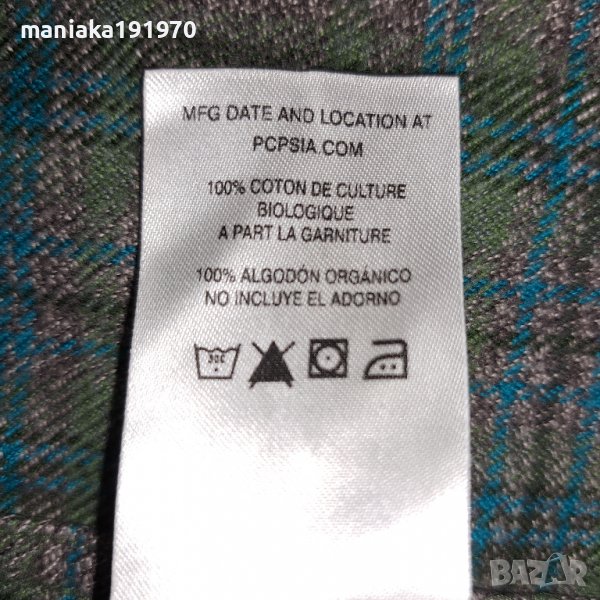 maniaka191970
MFG DATE AND LOCATION AT
PCPSIA.COM
100% COTON DE CULTURE
BIOLOGIQUE
A PART LA GARNITURE
100% ALGODÓN ORGÁNICO
NO INCLUYE EL ADORNO
BAZAR